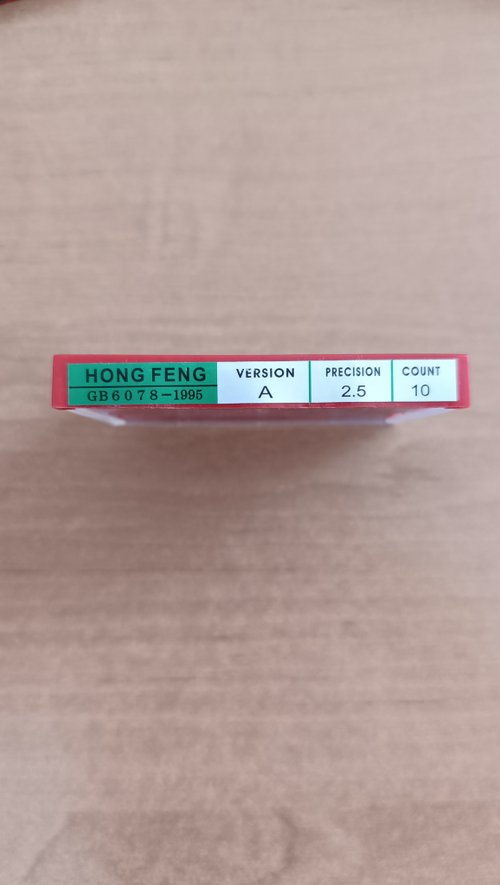 HONG FENG
GB6078-1995
VERSION
A
PRECISION
2.5
COUNT
10